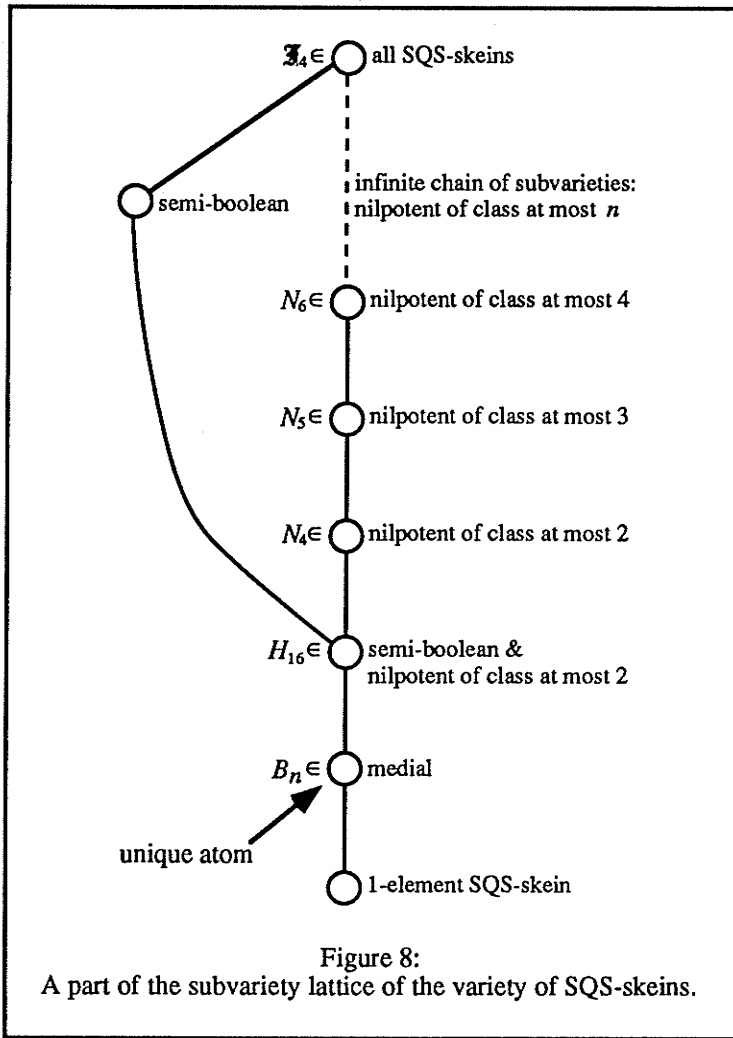 𝕴₄∈ all SQS-skeins
infinite chain of subvarieties:
nilpotent of class at most n
semi-boolean
N₆∈ nilpotent of class at most 4
N₅∈ nilpotent of class at most 3
N₄∈ nilpotent of class at most 2
H₁₆∈ semi-boolean &
nilpotent of class at most 2
Bₙ∈ medial
unique atom
1-element SQS-skein
Figure 8:
A part of the subvariety lattice of the variety of SQS-skeins.